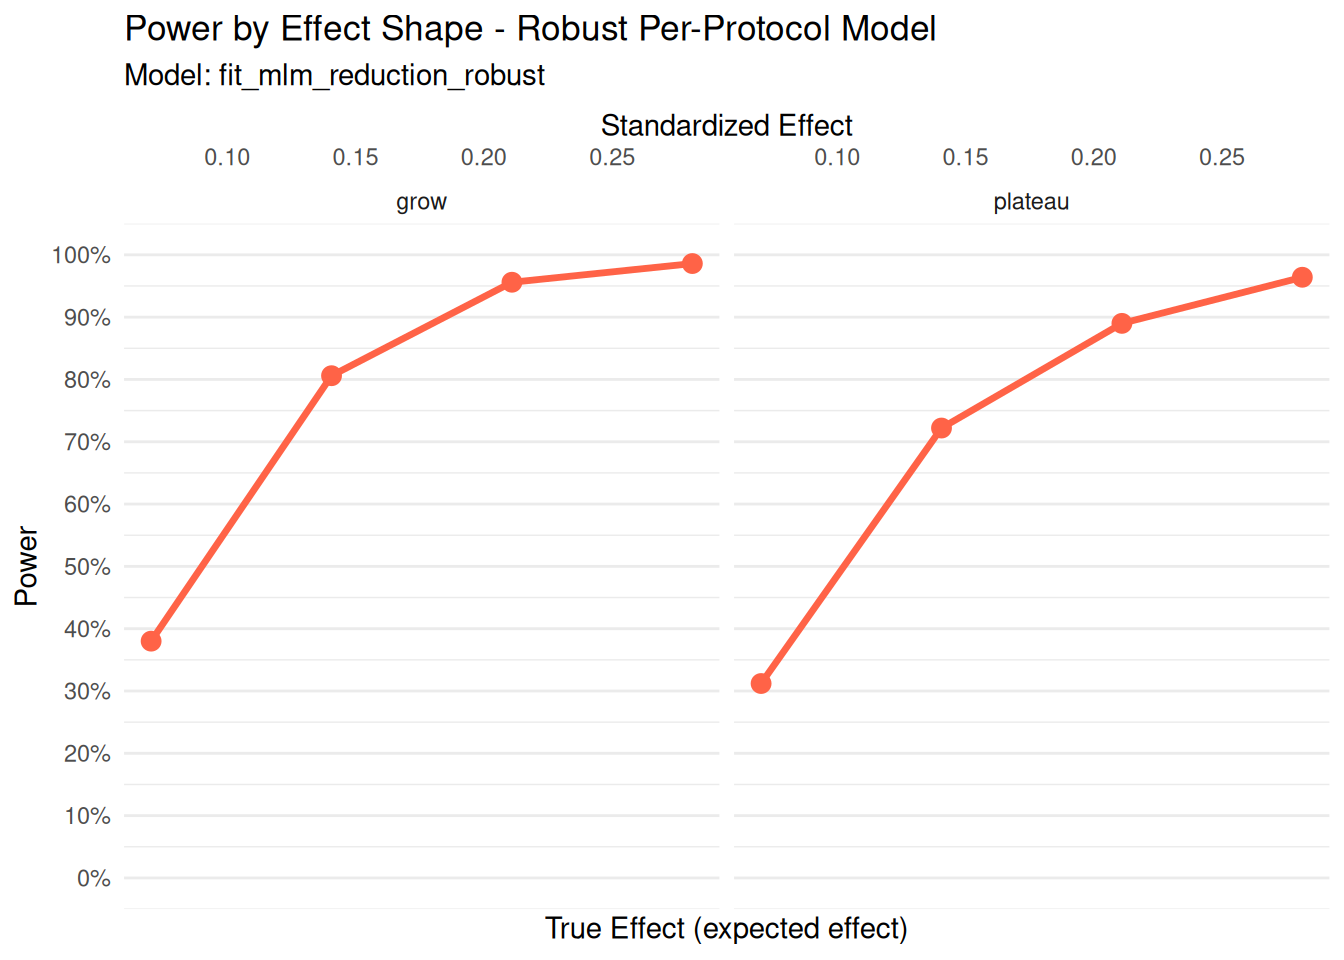 Power by Effect Shape - Robust Per-Protocol Model
Model: fit_mlm_reduction_robust
Standardized Effect
0.10 0.15 0.20 0.25 0.10 0.15 0.20 0.25
grow plateau
100%
90%
80%
70%
60%
50%
40%
30%
20%
10%
0%
Power
True Effect (expected effect)